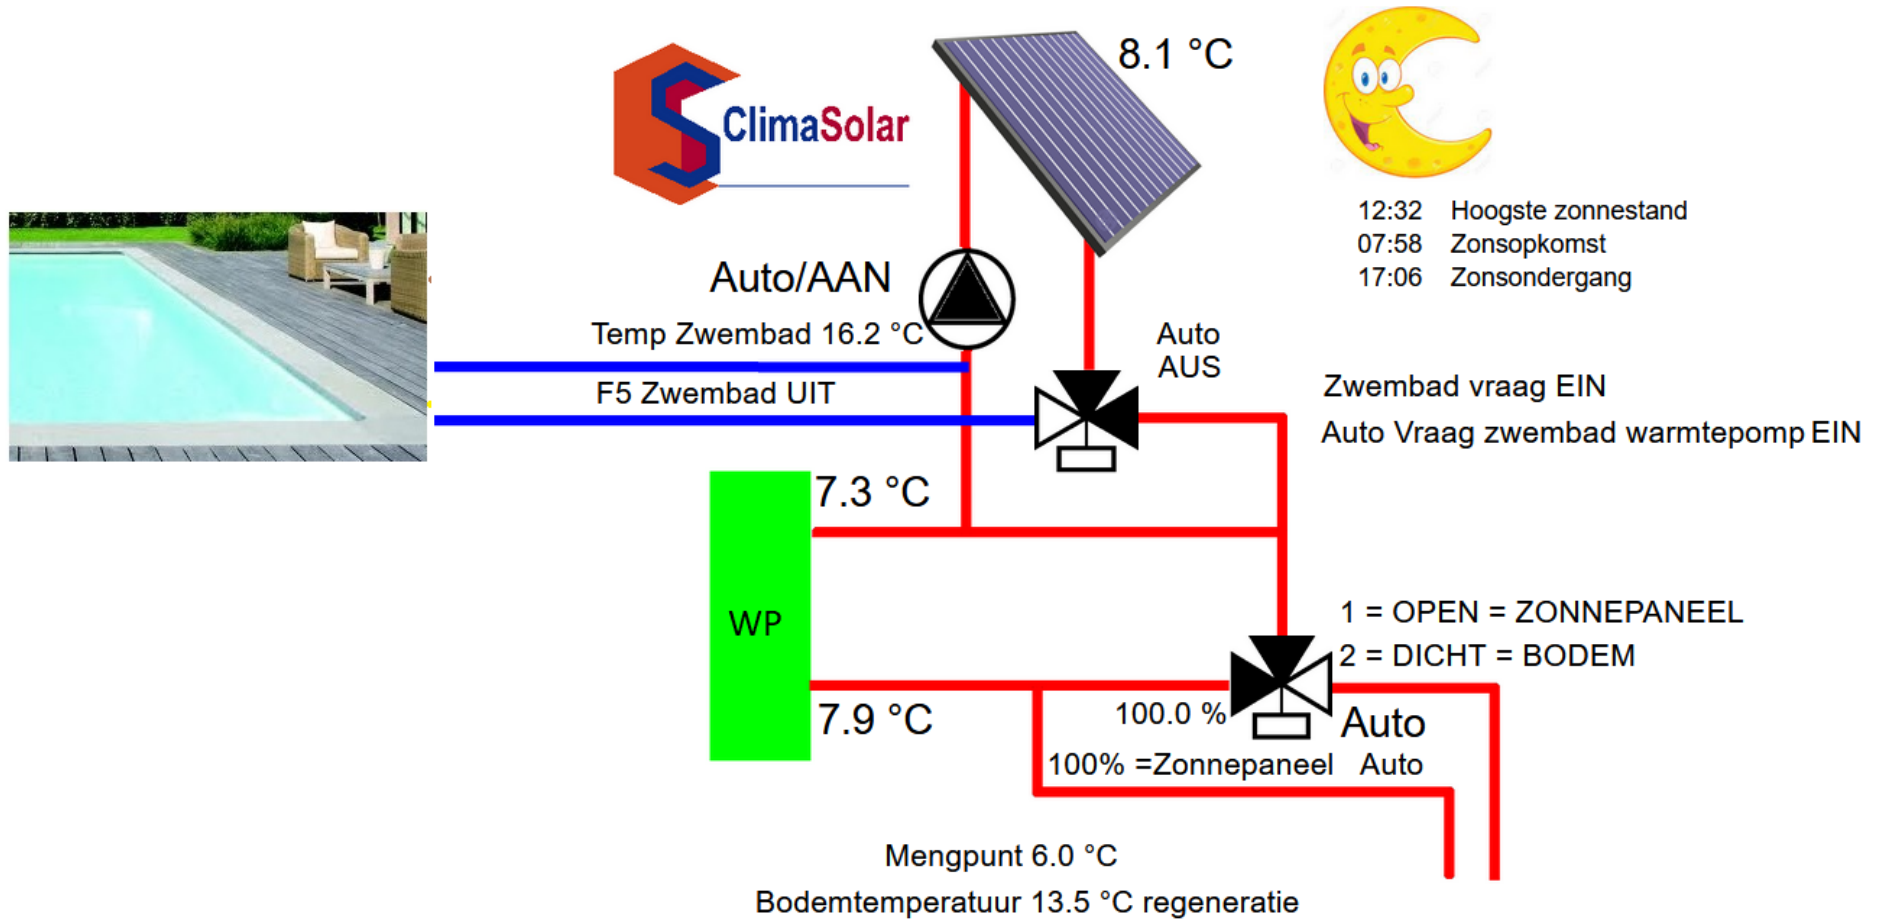 8.1 °C
ClimaSolar
12:32 Hoogste zonnestand
07:58 Zonsopkomst
17:06 Zonsondergang
Auto/AAN
Temp Zwembad 16.2 °C
Auto
AUS
F5 Zwembad UIT
Zwembad vraag EIN
Auto Vraag zwembad warmtepomp EIN
7.3 °C
WP
1 = OPEN = ZONNEPANEEL
2 = DICHT = BODEM
7.9 °C
100.0 %
Auto
100% =Zonnepaneel Auto
Mengpunt 6.0 °C
Bodemtemperatuur 13.5 °C regeneratie